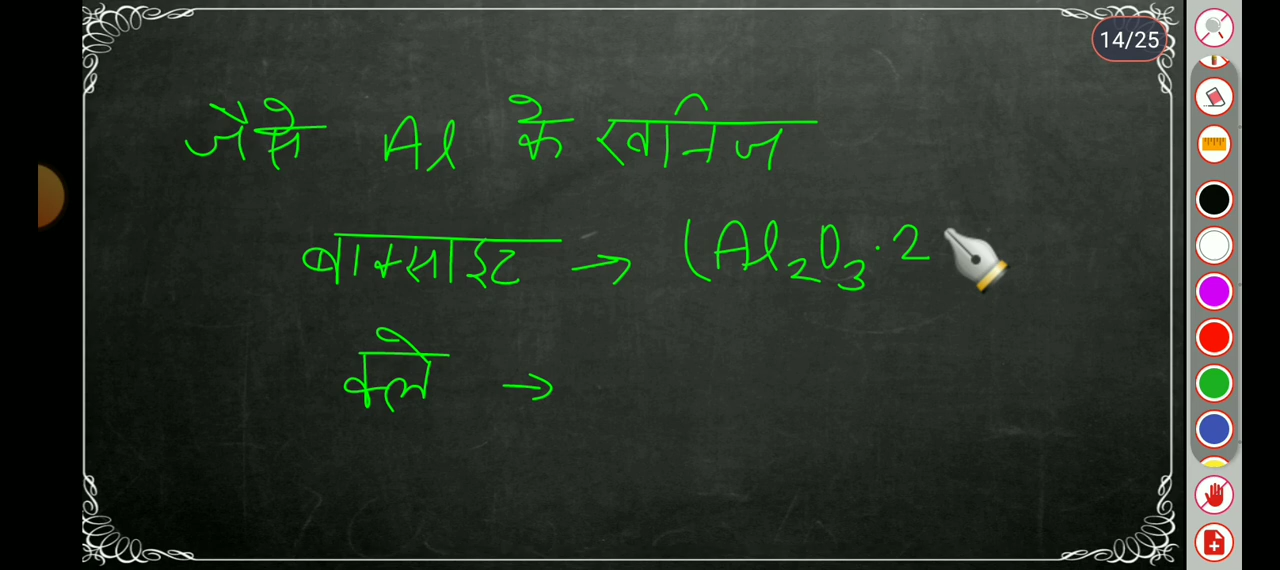 14/25
जैसे Al के खनिज
बाक्साइट → (Al₂O₃·2
क्ले →